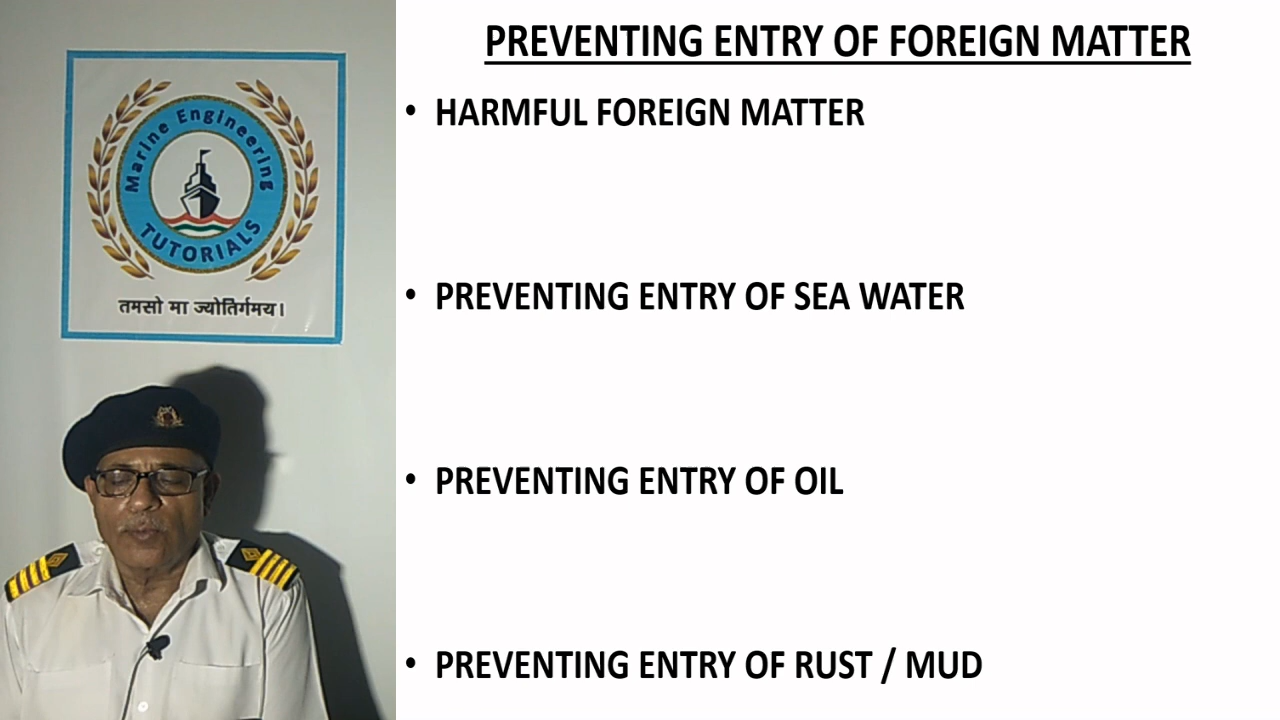 Marine Engineering
TUTORIALS
तमसो मा ज्योतिर्गमय।
PREVENTING ENTRY OF FOREIGN MATTER
• HARMFUL FOREIGN MATTER
• PREVENTING ENTRY OF SEA WATER
• PREVENTING ENTRY OF OIL
• PREVENTING ENTRY OF RUST / MUD